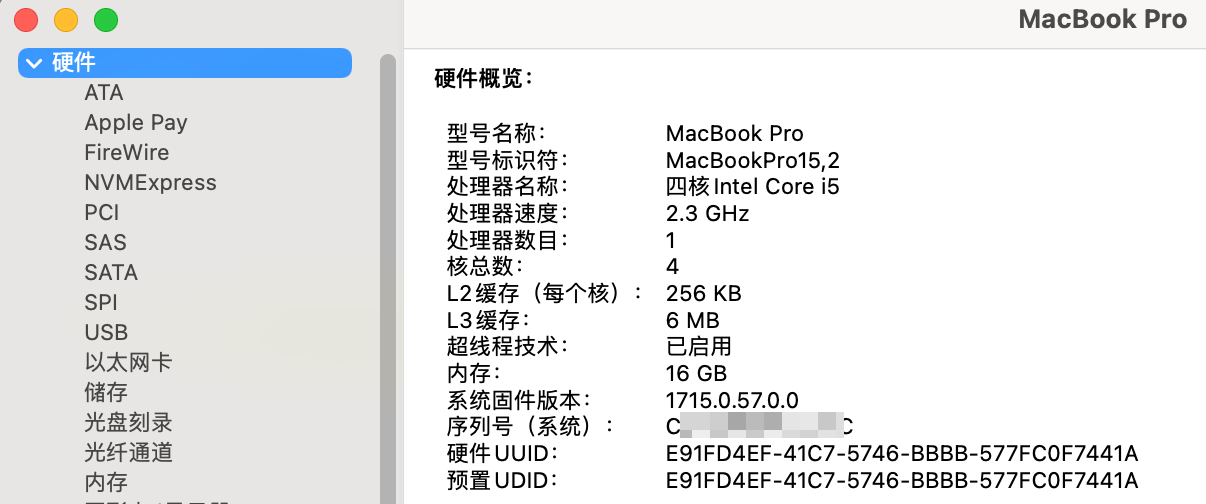 MacBook Pro
硬件
ATA
Apple Pay
FireWire
NVMExpress
PCI
SAS
SATA
SPI
USB
以太网卡
储存
光盘刻录
光纤通道
内存
硬件概览：
型号名称： MacBook Pro
型号标识符： MacBookPro15,2
处理器名称： 四核Intel Core i5
处理器速度： 2.3 GHz
处理器数目： 1
核总数： 4
L2缓存（每个核）： 256 KB
L3缓存： 6 MB
超线程技术： 已启用
内存： 16 GB
系统固件版本： 1715.0.57.0.0
序列号（系统）：
硬件UUID： E91FD4EF-41C7-5746-BBBB-577FC0F7441A
预置UDID： E91FD4EF-41C7-5746-BBBB-577FC0F7441A